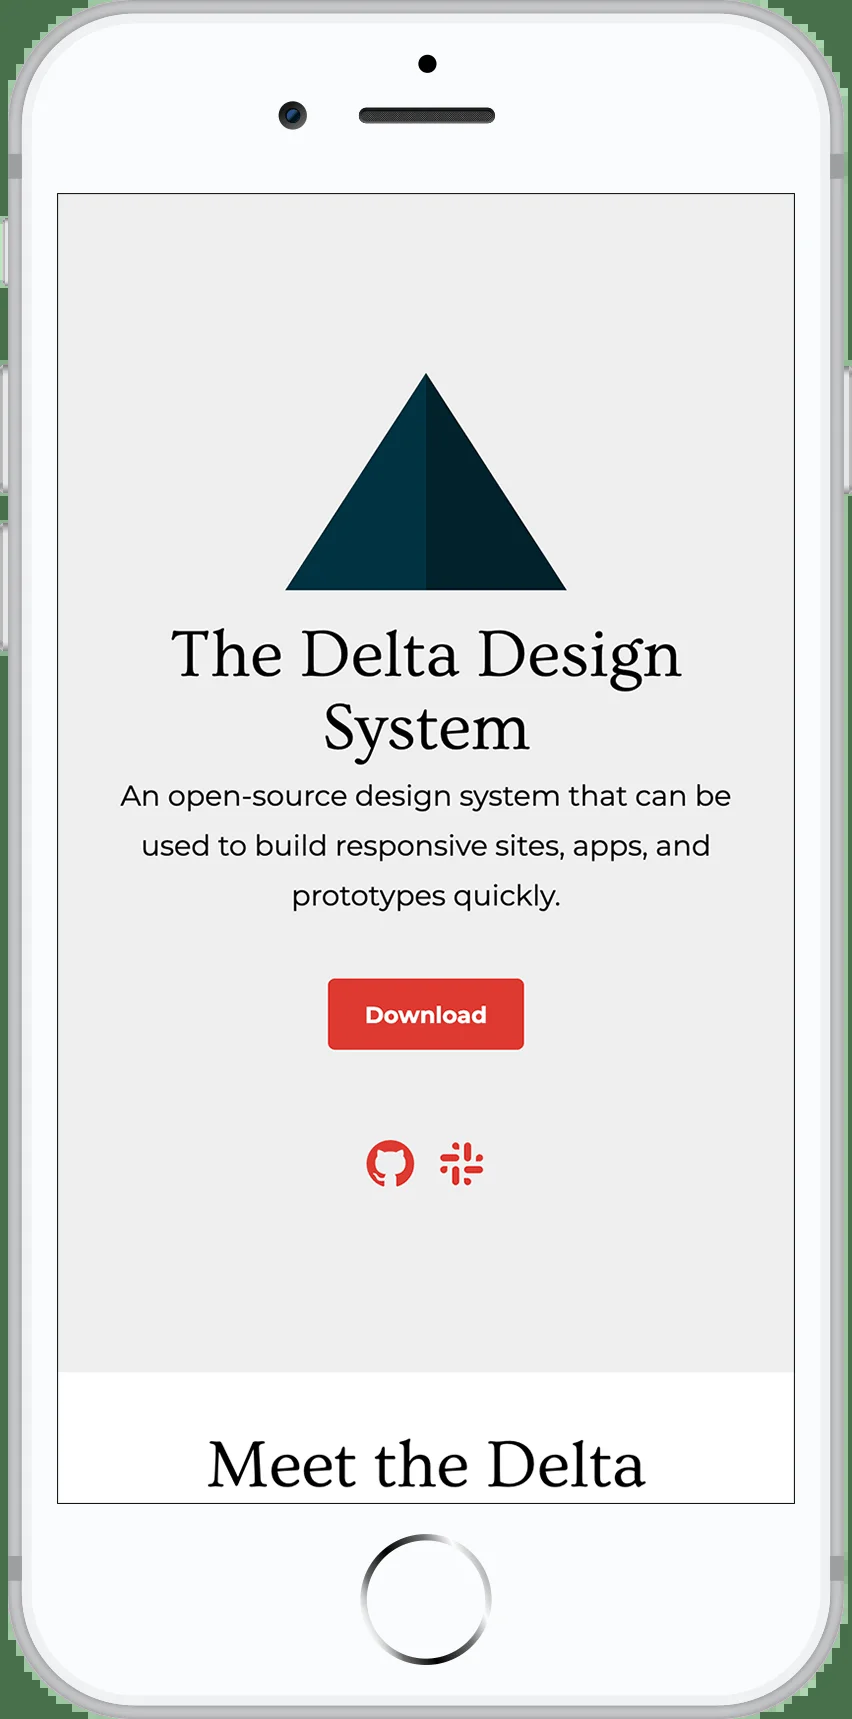 The Delta Design
System
An open-source design system that can be
used to build responsive sites, apps, and
prototypes quickly.
Download
Meet the Delta